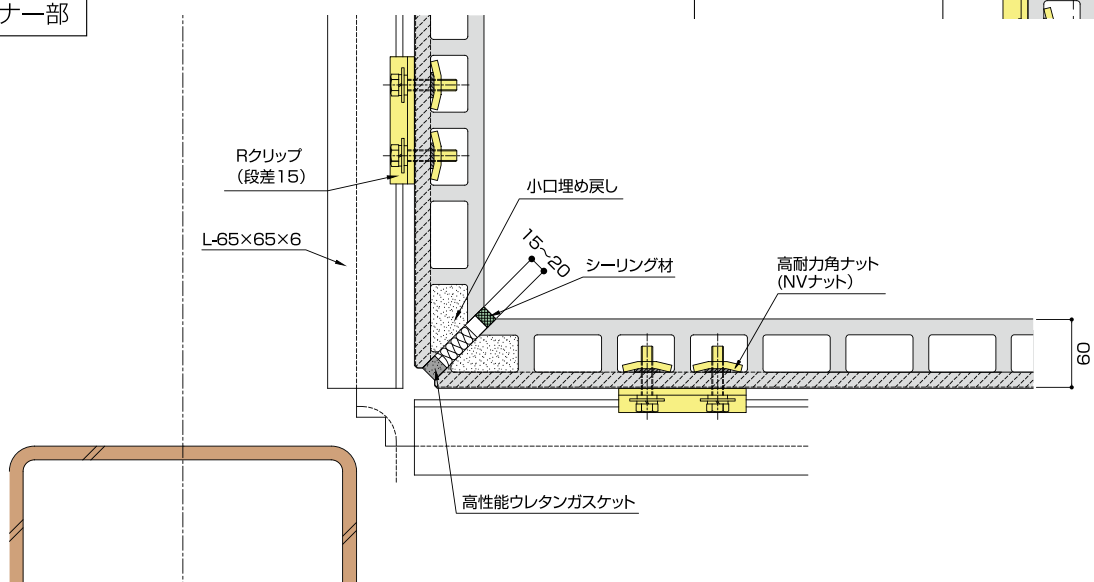 ナー部
Rクリップ
(段差15)
小口埋め戻し
L-65×65×6
15~20
シーリング材
高耐力角ナット
(NVナット)
60
高性能ウレタンガスケット